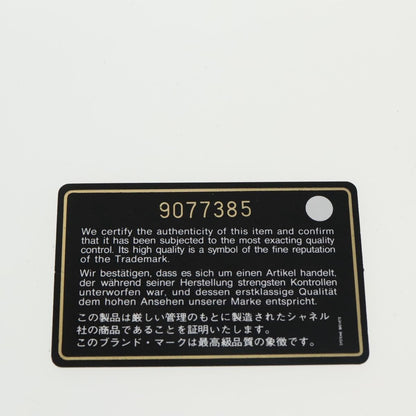 9077385
We certify the authenticity of this item and confirm
that it has been subjected to the most exacting quality
control. Its high quality is a symbol of the fine reputation
of the Trademark.
Wir bestätigen, dass es sich um einen Artikel handelt,
der während seiner Herstellung strengsten Kontrollen
unterworfen war, und dessen erstklassige Qualität
dem hohen Ansehen unserer Marke entspricht.
この製品は厳しい管理のもとに製造されたシャネル
社の商品であることを証明いたします。
このブランド・マークは最高級品質の象徴です。